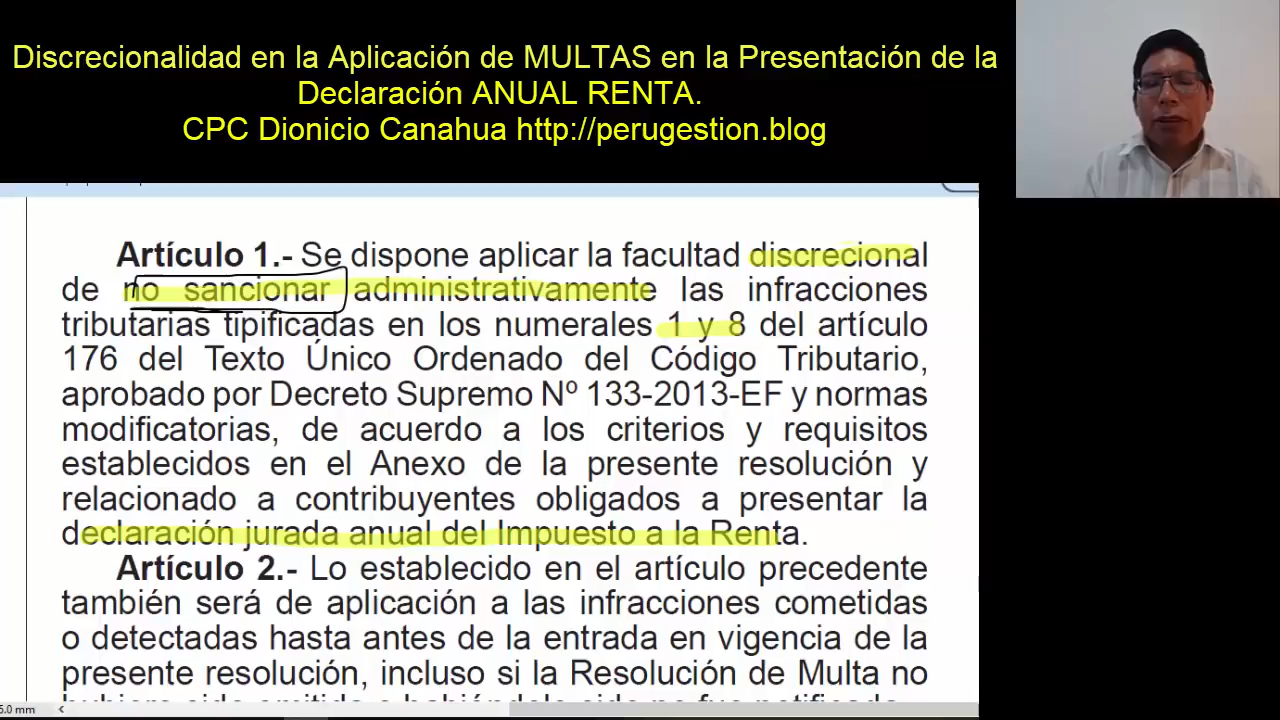 Discrecionalidad en la Aplicación de MULTAS en la Presentación de la
Declaración ANUAL RENTA.
CPC Dionicio Canahua http://perugestion.blog
Artículo 1.- Se dispone aplicar la facultad discrecional
de no sancionar administrativamente las infracciones
tributarias tipificadas en los numerales 1 y 8 del artículo
176 del Texto Único Ordenado del Código Tributario,
aprobado por Decreto Supremo Nº 133-2013-EF y normas
modificatorias, de acuerdo a los criterios y requisitos
establecidos en el Anexo de la presente resolución y
relacionado a contribuyentes obligados a presentar la
declaración jurada anual del Impuesto a la Renta.
Artículo 2.- Lo establecido en el artículo precedente
también será de aplicación a las infracciones cometidas
o detectadas hasta antes de la entrada en vigencia de la
presente resolución, incluso si la Resolución de Multa no
5.0 mm